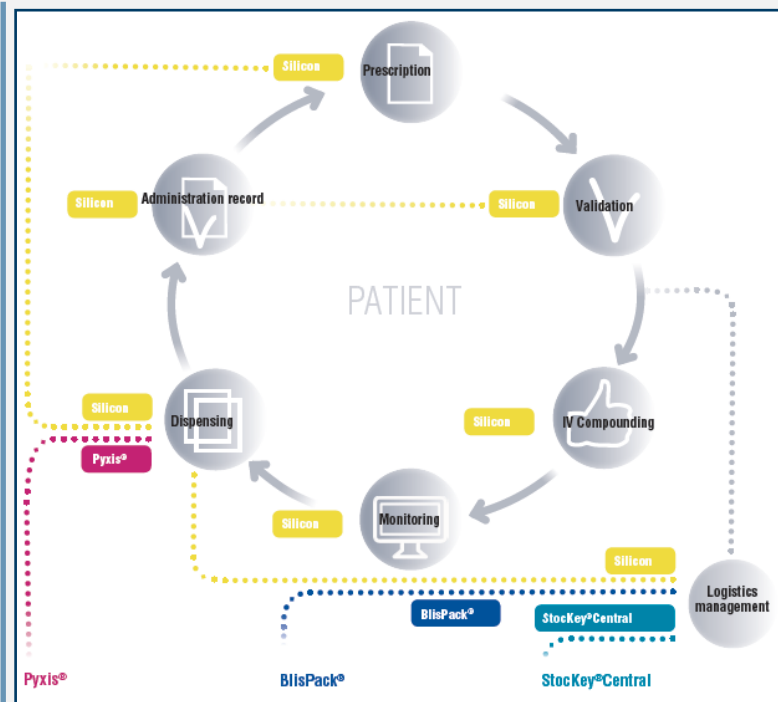 Silicon
Prescription
Silicon
Administration record
Silicon
Validation
PATIENT
Silicon
Dispensing
Pyxis®
Silicon
IV Compounding
Silicon
Monitoring
Silicon
BlisPack®
StocKey®Central
Logistics
management
Pyxis®
BlisPack®
StocKey®Central